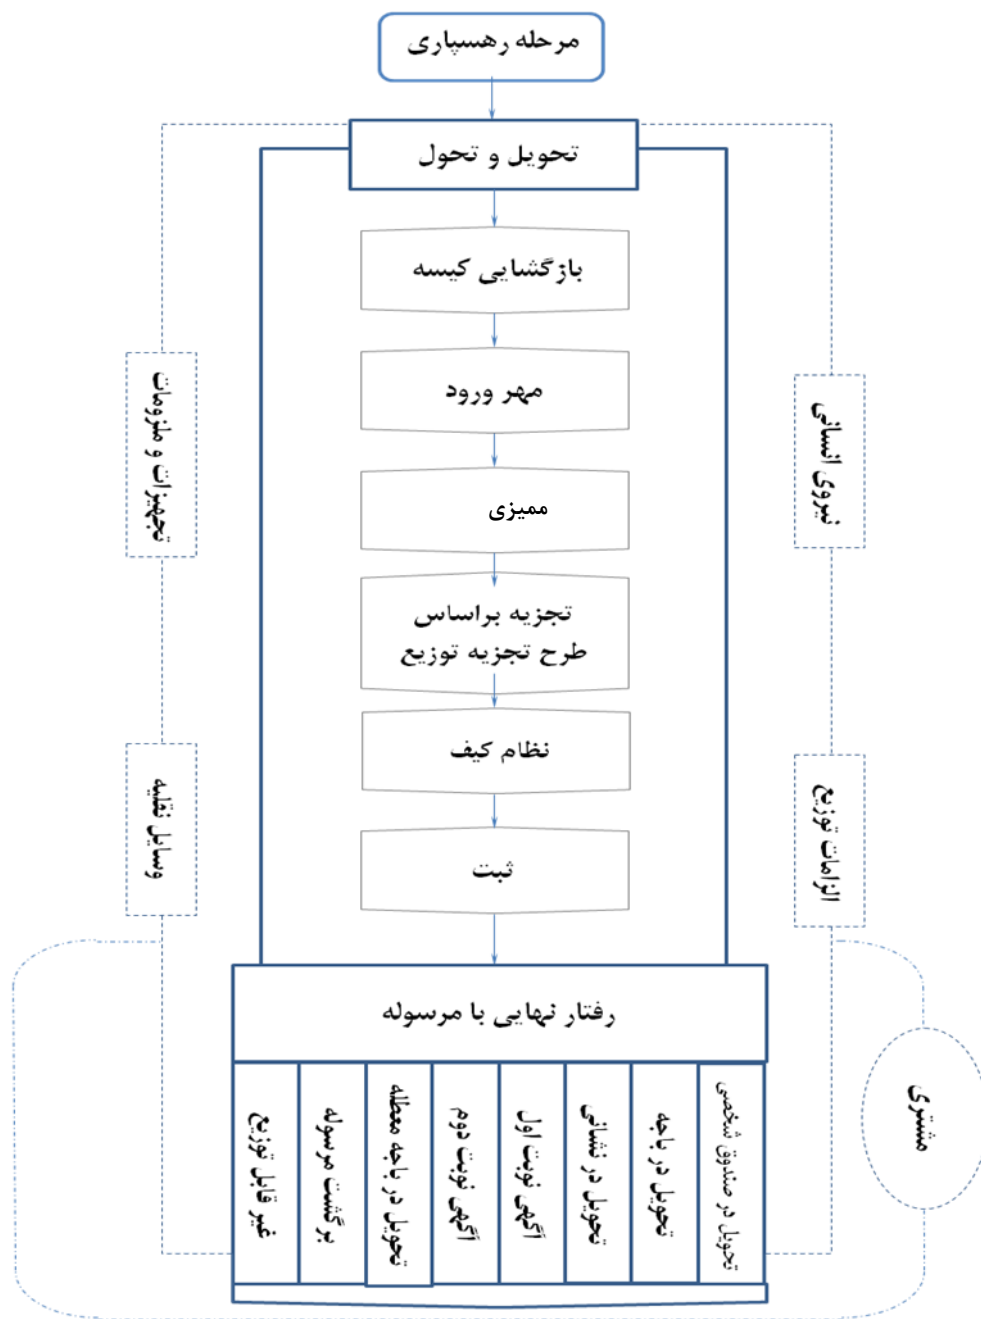 مرحله رهسپاری
تحویل و تحول
بازگشایی کیسه
مهر ورود
ممیزی
تجزیه براساس
طرح تجزیه توزیع
نظام کیف
ثبت
نیروی انسانی
الزامات توزیع
تجهیزات و ملزومات
وسایل نقلیه
رفتار نهایی با مرسوله
تحویل در صندوق شخصی
تحویل در باجه
تحویل در نشانی
آگهی نوبت اول
آگهی نوبت دوم
تحویل در باجه معطله
برگشت مرسوله
غیر قابل توزیع
مشتری